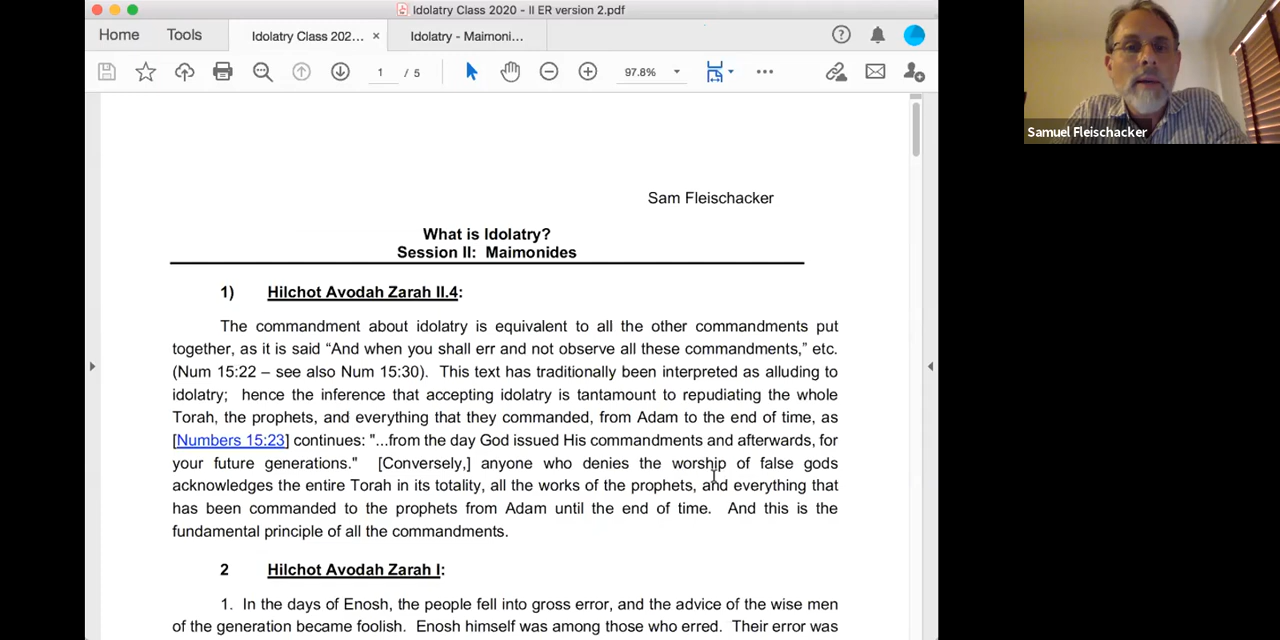 Idolatry Class 2020 - II ER version 2.pdf
Home
Tools
Idolatry Class 202...
×
Idolatry - Maimoni...
1 / 5
97.8%
Samuel Fleischacker
Sam Fleischacker
What is Idolatry?
Session II: Maimonides
1) Hilchot Avodah Zarah II.4:
The commandment about idolatry is equivalent to all the other commandments put
together, as it is said “And when you shall err and not observe all these commandments,” etc.
(Num 15:22 – see also Num 15:30). This text has traditionally been interpreted as alluding to
idolatry; hence the inference that accepting idolatry is tantamount to repudiating the whole
Torah, the prophets, and everything that they commanded, from Adam to the end of time, as
[Numbers 15:23] continues: "...from the day God issued His commandments and afterwards, for
your future generations." [Conversely,] anyone who denies the worship of false gods
acknowledges the entire Torah in its totality, all the works of the prophets, and everything that
has been commanded to the prophets from Adam until the end of time. And this is the
fundamental principle of all the commandments.
2 Hilchot Avodah Zarah I:
1. In the days of Enosh, the people fell into gross error, and the advice of the wise men
of the generation became foolish. Enosh himself was among those who erred. Their error was